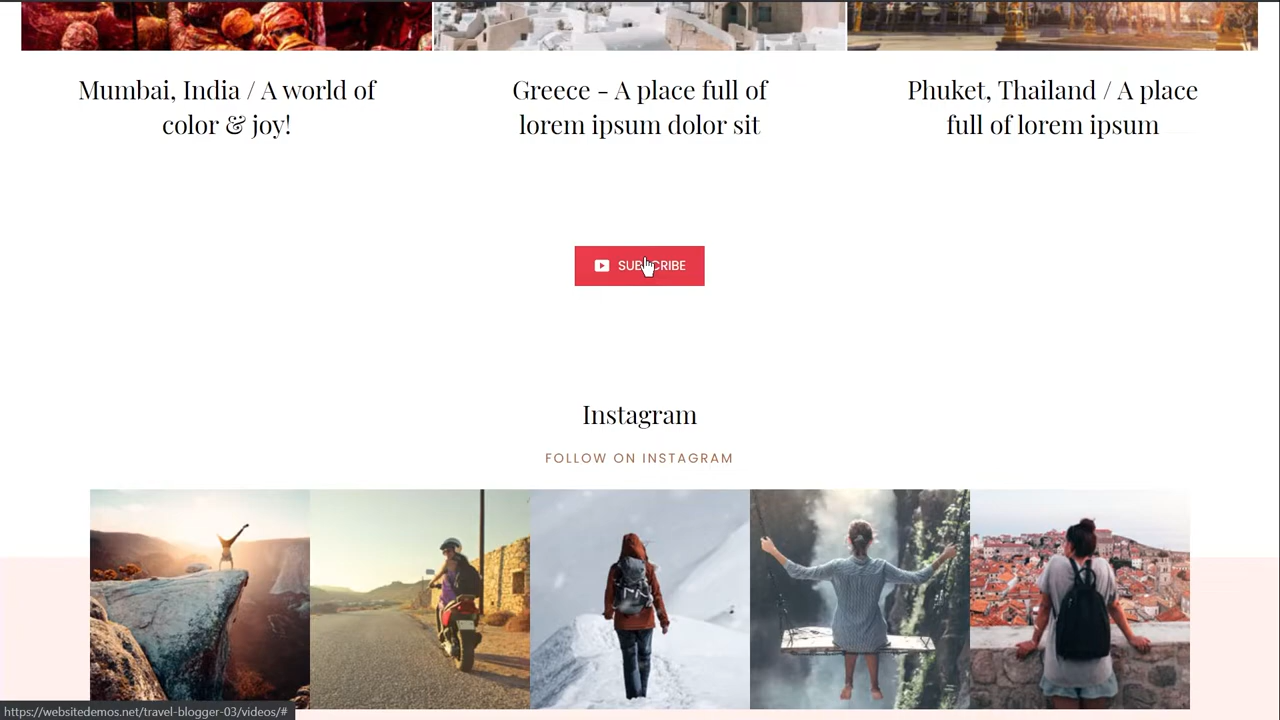 Mumbai, India / A world of
color & joy!
Greece - A place full of
lorem ipsum dolor sit
Phuket, Thailand / A place
full of lorem ipsum
SUBSCRIBE
Instagram
FOLLOW ON INSTAGRAM
https://websitedemos.net/travel-blogger-03/videos/#